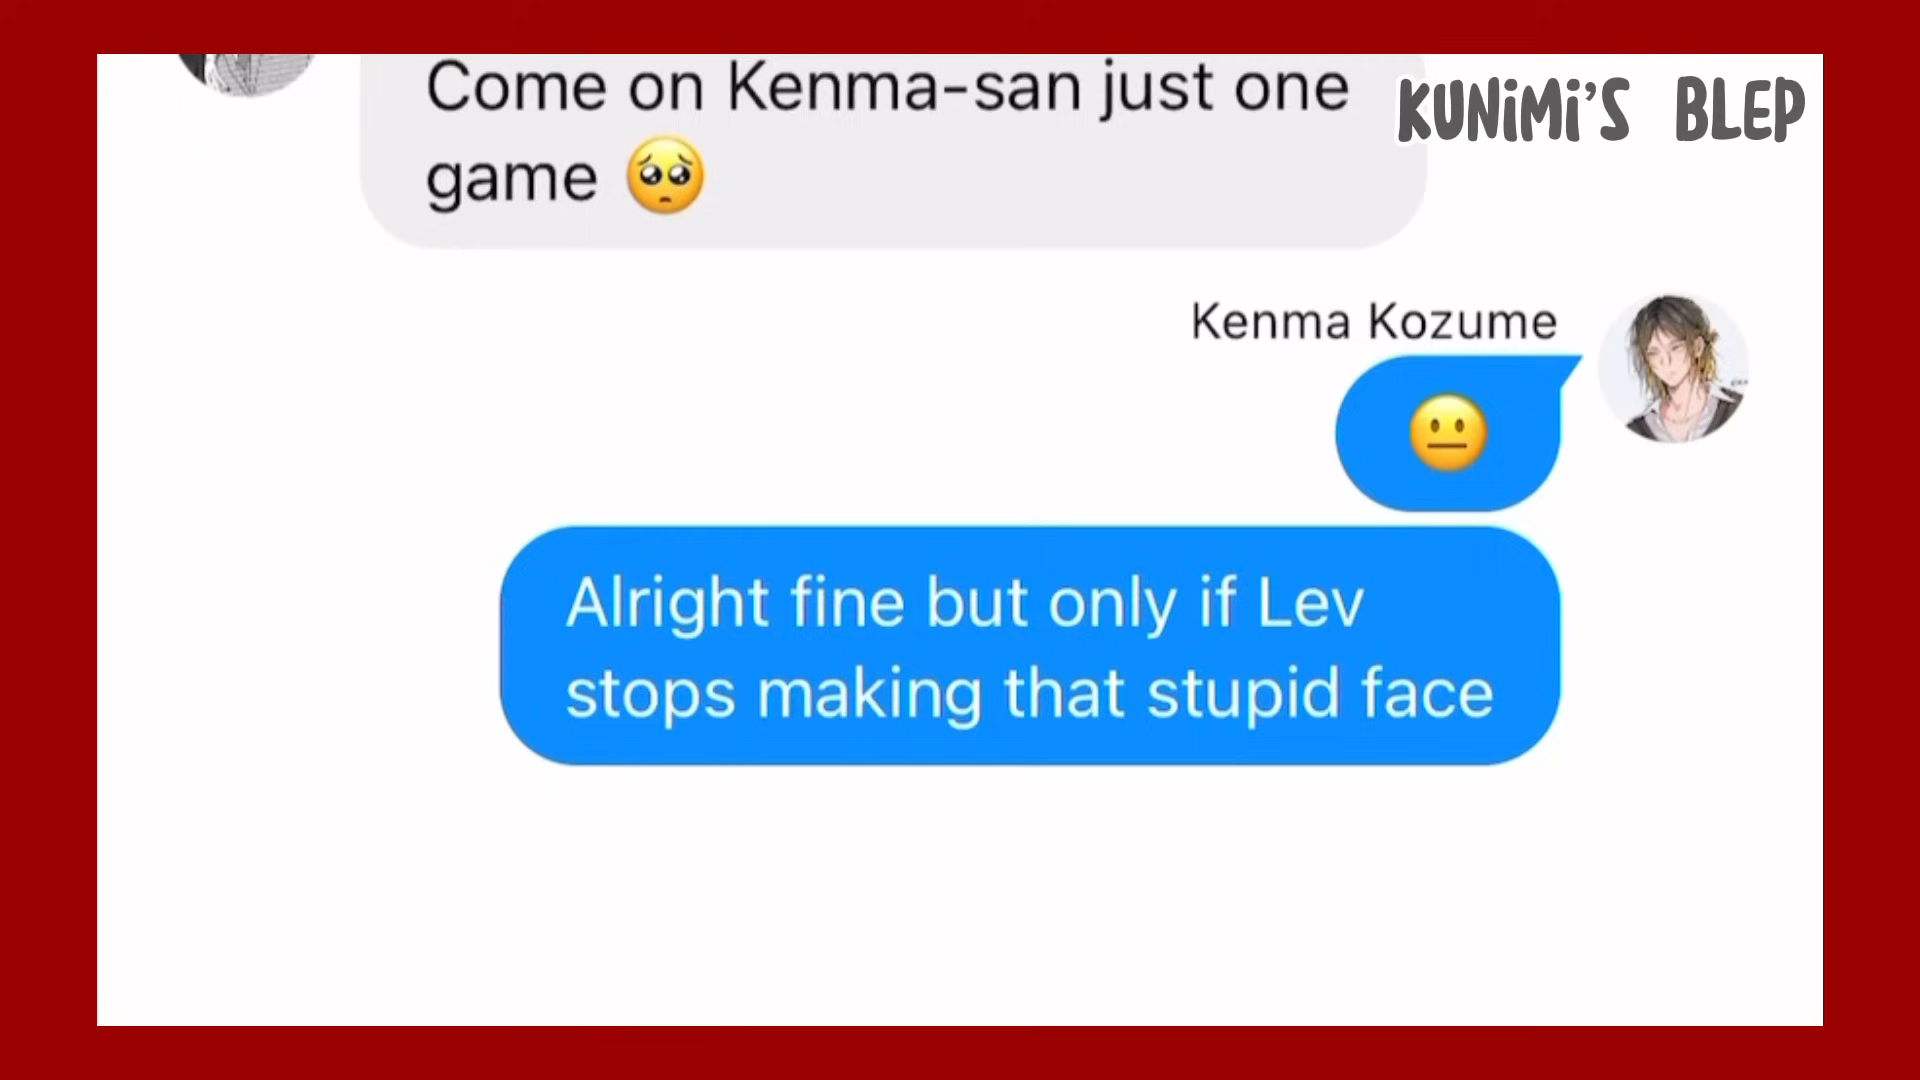 Come on Kenma-san just one
game 🥺
KUNiMi'S BLEP
Kenma Kozume
😐
Alright fine but only if Lev
stops making that stupid face